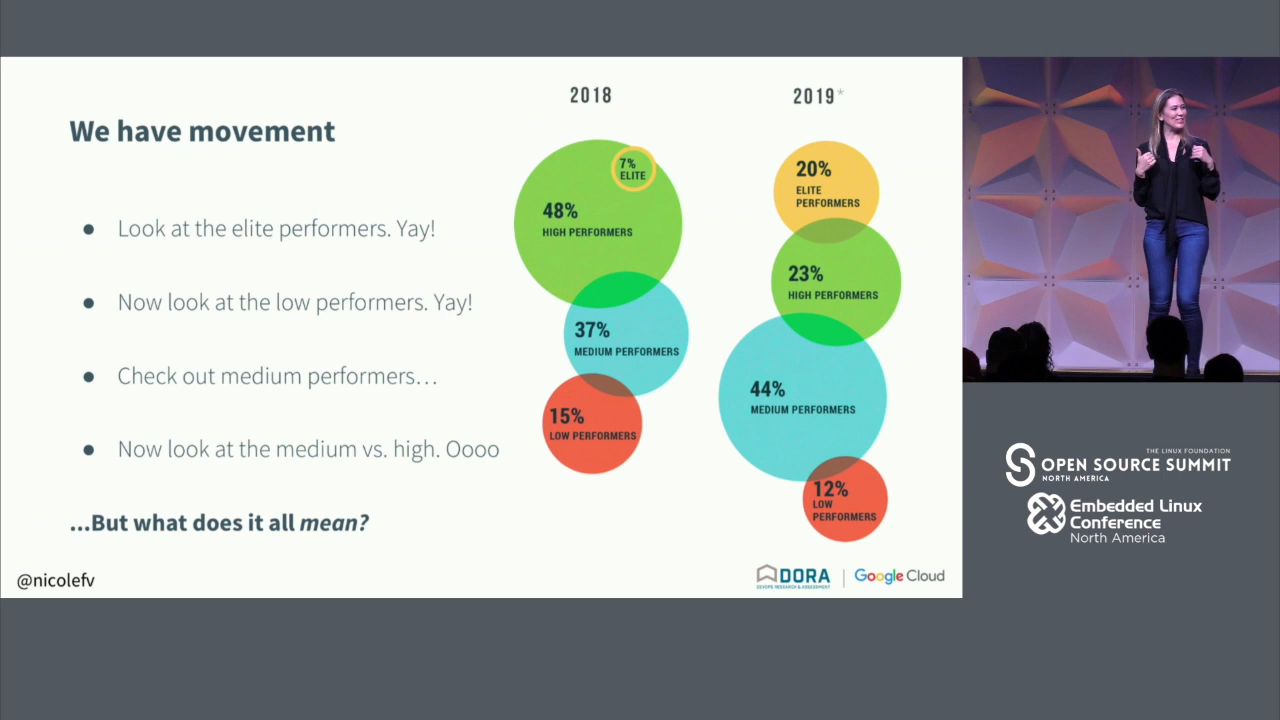 We have movement
● Look at the elite performers. Yay!
● Now look at the low performers. Yay!
● Check out medium performers…
● Now look at the medium vs. high. Oooo
...But what does it all mean?
@nicolefv
2018
7%
ELITE
48%
HIGH PERFORMERS
37%
MEDIUM PERFORMERS
15%
LOW PERFORMERS
2019*
20%
ELITE
PERFORMERS
23%
HIGH PERFORMERS
44%
MEDIUM PERFORMERS
12%
LOW
PERFORMERS
DORA
DEVOPS RESEARCH & ASSESSMENT
Google Cloud
THE LINUX FOUNDATION
OPEN SOURCE SUMMIT
NORTH AMERICA
Embedded Linux
Conference
North America